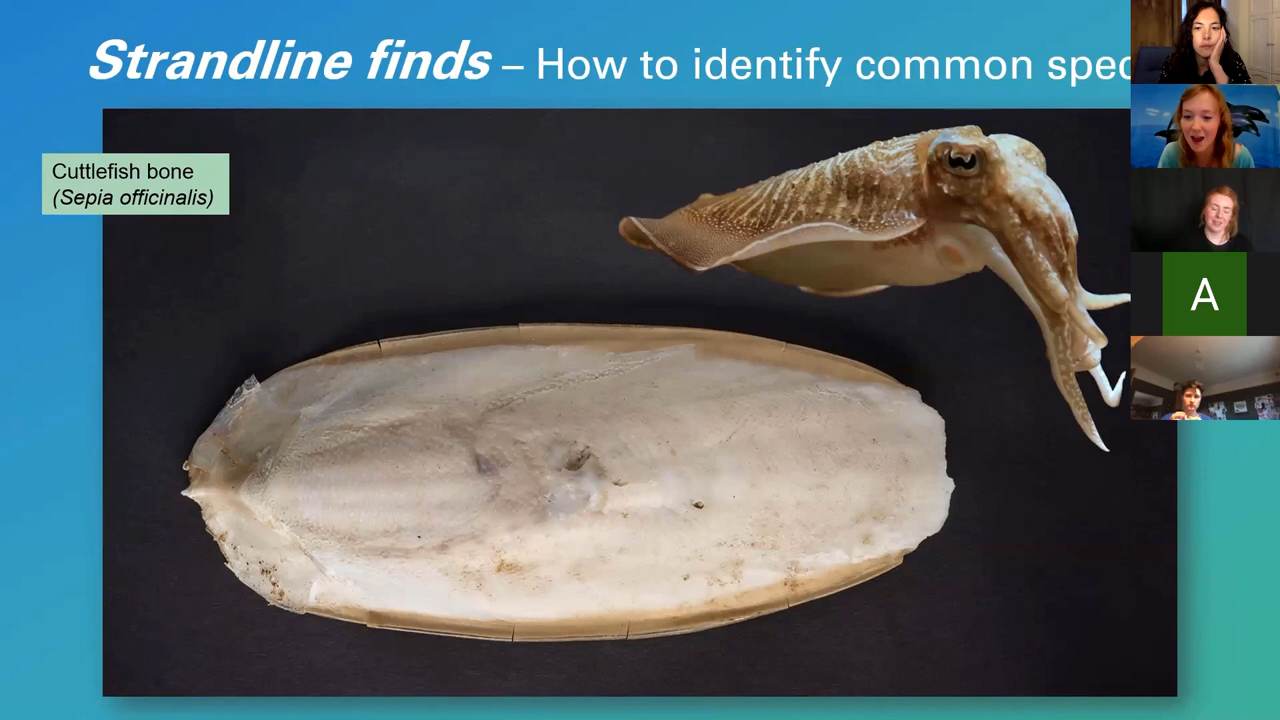 Strandline finds – How to identify common spec
Cuttlefish bone
(Sepia officinalis)
A